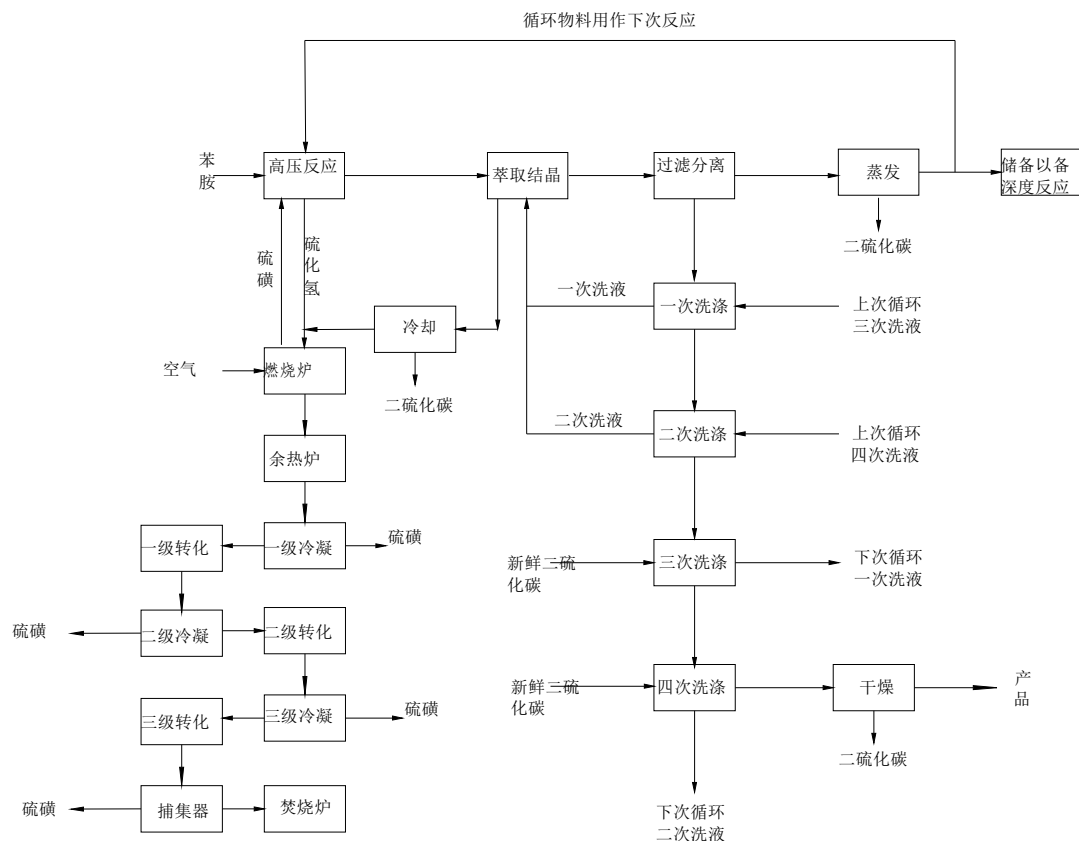 循环物料用作下次反应
苯
胺
高压反应
萃取结晶
过滤分离
蒸发
储备以备
深度反应
硫
磺
硫
化
氢
二硫化碳
一次洗液
一次洗涤
上次循环
三次洗液
冷却
空气
燃烧炉
二硫化碳
二次洗液
二次洗涤
上次循环
四次洗液
余热炉
一级转化
一级冷凝
硫磺
新鲜二硫
化碳
三次洗涤
下次循环
一次洗液
硫磺
二级冷凝
二级转化
新鲜三硫
化碳
四次洗涤
干燥
产
品
三级转化
三级冷凝
硫磺
二硫化碳
硫磺
捕集器
焚烧炉
下次循环
二次洗液